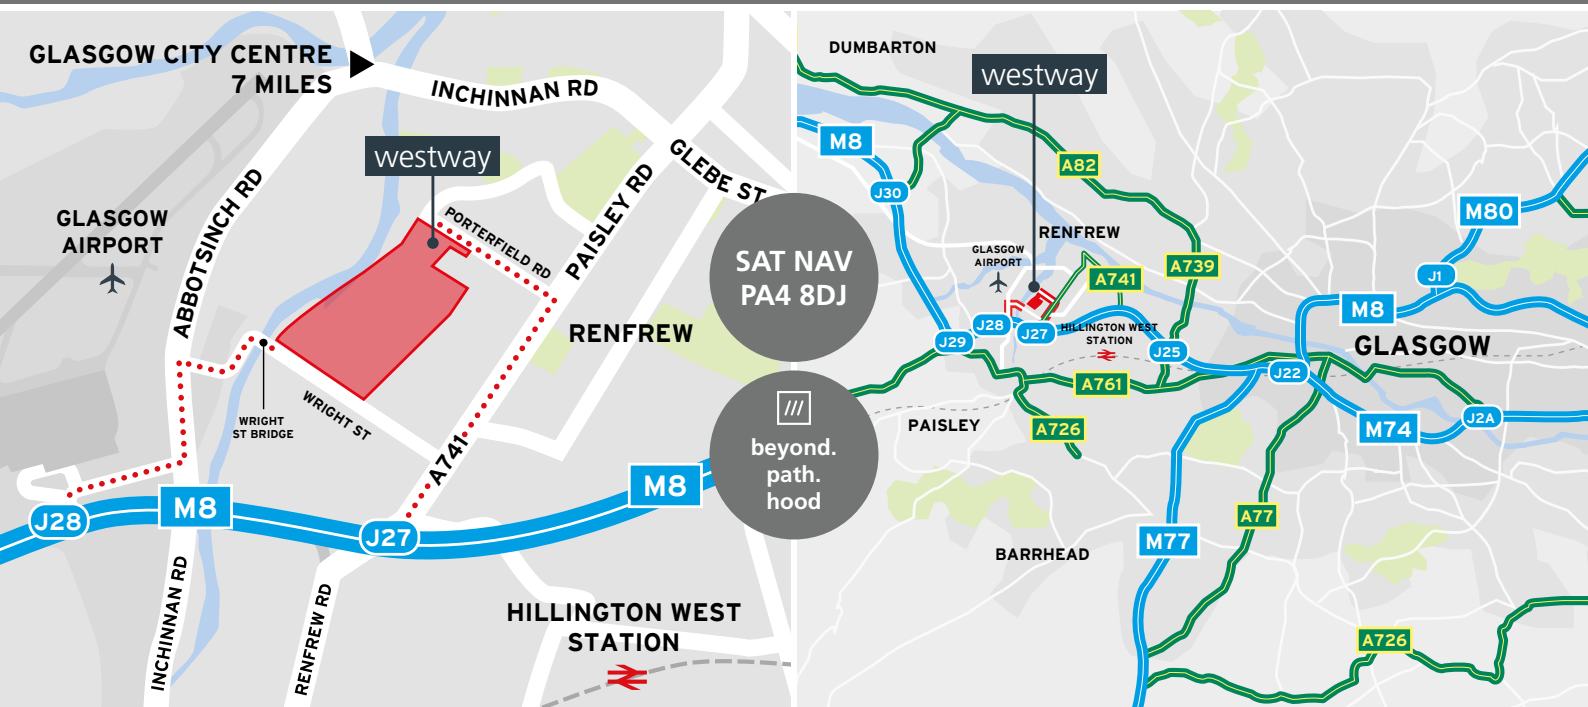 GLASGOW CITY CENTRE
7 MILES
INCHINNAN RD
westway
GLEBE ST
PAISLEY RD
ABBOTSINCH RD
GLASGOW
AIRPORT
PORTERFIELD RD
RENFREW
WRIGHT
ST BRIDGE
WRIGHT ST
A741
M8
M8
J28
J27
INCHINNAN RD
RENFREW RD
HILLINGTON WEST
STATION
SAT NAV
PA4 8DJ
///
beyond.
path.
hood
DUMBARTON
westway
M8
A82
J30
M80
RENFREW
GLASGOW
AIRPORT
A741
A739
J1
M8
J28
J27
HILLINGTON WEST
STATION
J29
J25
GLASGOW
J22
A761
PAISLEY
A726
M74
J2A
A77
M77
BARRHEAD
A726